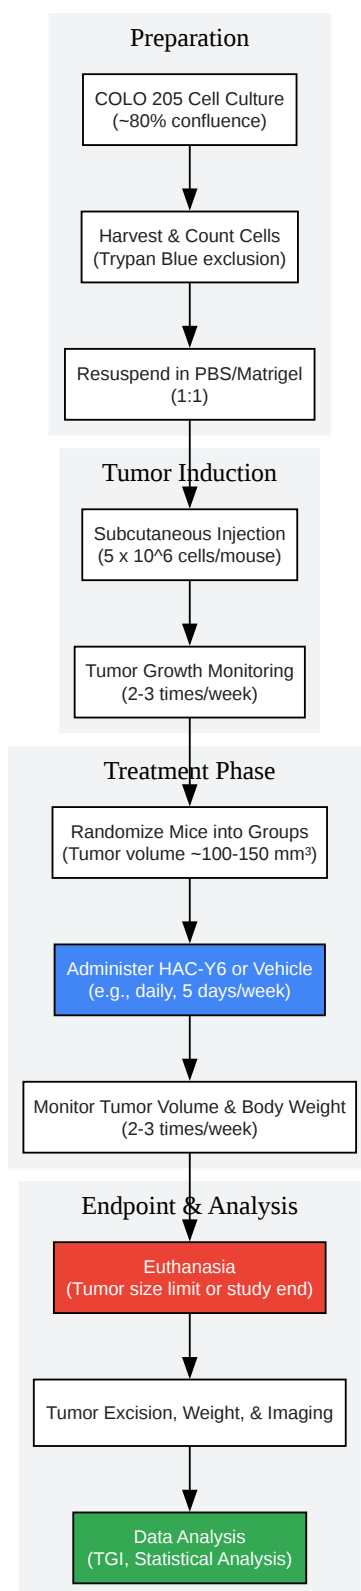 Preparation
COLO 205 Cell Culture
(~80% confluence)
Harvest & Count Cells
(Trypan Blue exclusion)
Resuspend in PBS/Matrigel
(1:1)
Tumor Induction
Subcutaneous Injection
(5 x 10^6 cells/mouse)
Tumor Growth Monitoring
(2-3 times/week)
Treatment Phase
Randomize Mice into Groups
(Tumor volume ~100-150 mm³)
Administer HAC-Y6 or Vehicle
(e.g., daily, 5 days/week)
Monitor Tumor Volume & Body Weight
(2-3 times/week)
Endpoint & Analysis
Euthanasia
(Tumor size limit or study end)
Tumor Excision, Weight, & Imaging
Data Analysis
(TGI, Statistical Analysis)